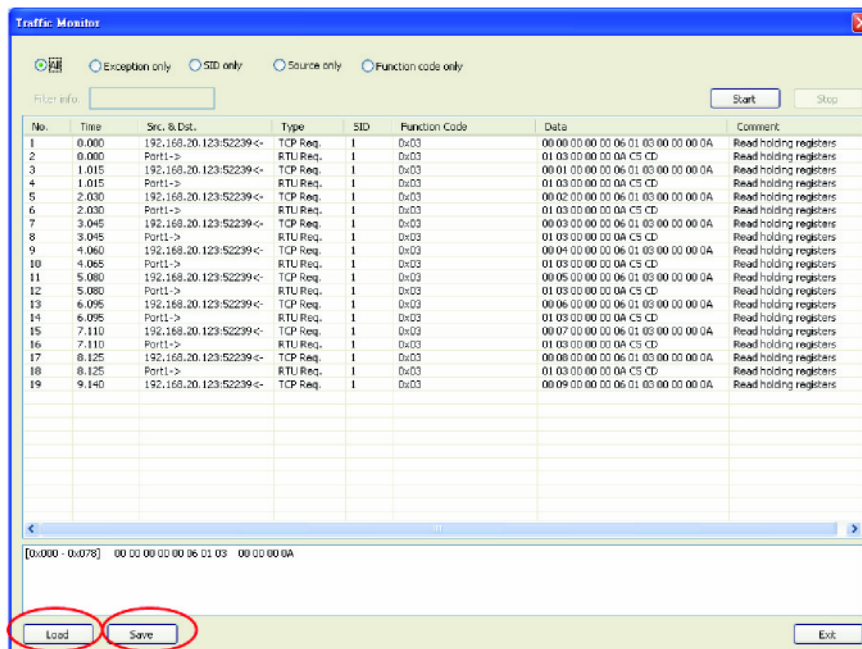 Traffic Monitor
All Exception only SID only Source only Function code only
Filter info. Start Stop
No. Time Src. & Dst. Type SID Function Code Data Comment
1 0.000 192.168.20.123:52239<- TCP Req. 1 0x03 00 00 00 00 00 06 01 03 00 00 00 0A Read holding registers
2 0.000 Port1-> RTU Req. 1 0x03 01 03 00 00 00 0A C5 CD Read holding registers
3 1.015 192.168.20.123:52239<- TCP Req. 1 0x03 00 01 00 00 00 06 01 03 00 00 00 0A Read holding registers
4 1.015 Port1-> RTU Req. 1 0x03 01 03 00 00 00 0A C5 CD Read holding registers
5 2.030 192.168.20.123:52239<- TCP Req. 1 0x03 00 02 00 00 00 06 01 03 00 00 00 0A Read holding registers
6 2.030 Port1-> RTU Req. 1 0x03 01 03 00 00 00 0A C5 CD Read holding registers
7 3.045 192.168.20.123:52239<- TCP Req. 1 0x03 00 03 00 00 00 06 01 03 00 00 00 0A Read holding registers
8 3.045 Port1-> RTU Req. 1 0x03 01 03 00 00 00 0A C5 CD Read holding registers
9 4.060 192.168.20.123:52239<- TCP Req. 1 0x03 00 04 00 00 00 06 01 03 00 00 00 0A Read holding registers
10 4.065 Port1-> RTU Req. 1 0x03 01 03 00 00 00 0A C5 CD Read holding registers
11 5.080 192.168.20.123:52239<- TCP Req. 1 0x03 00 05 00 00 00 06 01 03 00 00 00 0A Read holding registers
12 5.080 Port1-> RTU Req. 1 0x03 01 03 00 00 00 0A C5 CD Read holding registers
13 6.095 192.168.20.123:52239<- TCP Req. 1 0x03 00 06 00 00 00 06 01 03 00 00 00 0A Read holding registers
14 6.095 Port1-> RTU Req. 1 0x03 01 03 00 00 00 0A C5 CD Read holding registers
15 7.110 192.168.20.123:52239<- TCP Req. 1 0x03 00 07 00 00 00 06 01 03 00 00 00 0A Read holding registers
16 7.110 Port1-> RTU Req. 1 0x03 01 03 00 00 00 0A C5 CD Read holding registers
17 8.125 192.168.20.123:52239<- TCP Req. 1 0x03 00 08 00 00 00 06 01 03 00 00 00 0A Read holding registers
18 8.125 Port1-> RTU Req. 1 0x03 01 03 00 00 00 0A C5 CD Read holding registers
19 9.140 192.168.20.123:52239<- TCP Req. 1 0x03 00 09 00 00 00 06 01 03 00 00 00 0A Read holding registers
[0x000 - 0x078] 00 00 00 00 00 06 01 03 00 00 00 0A
Load Save Exit